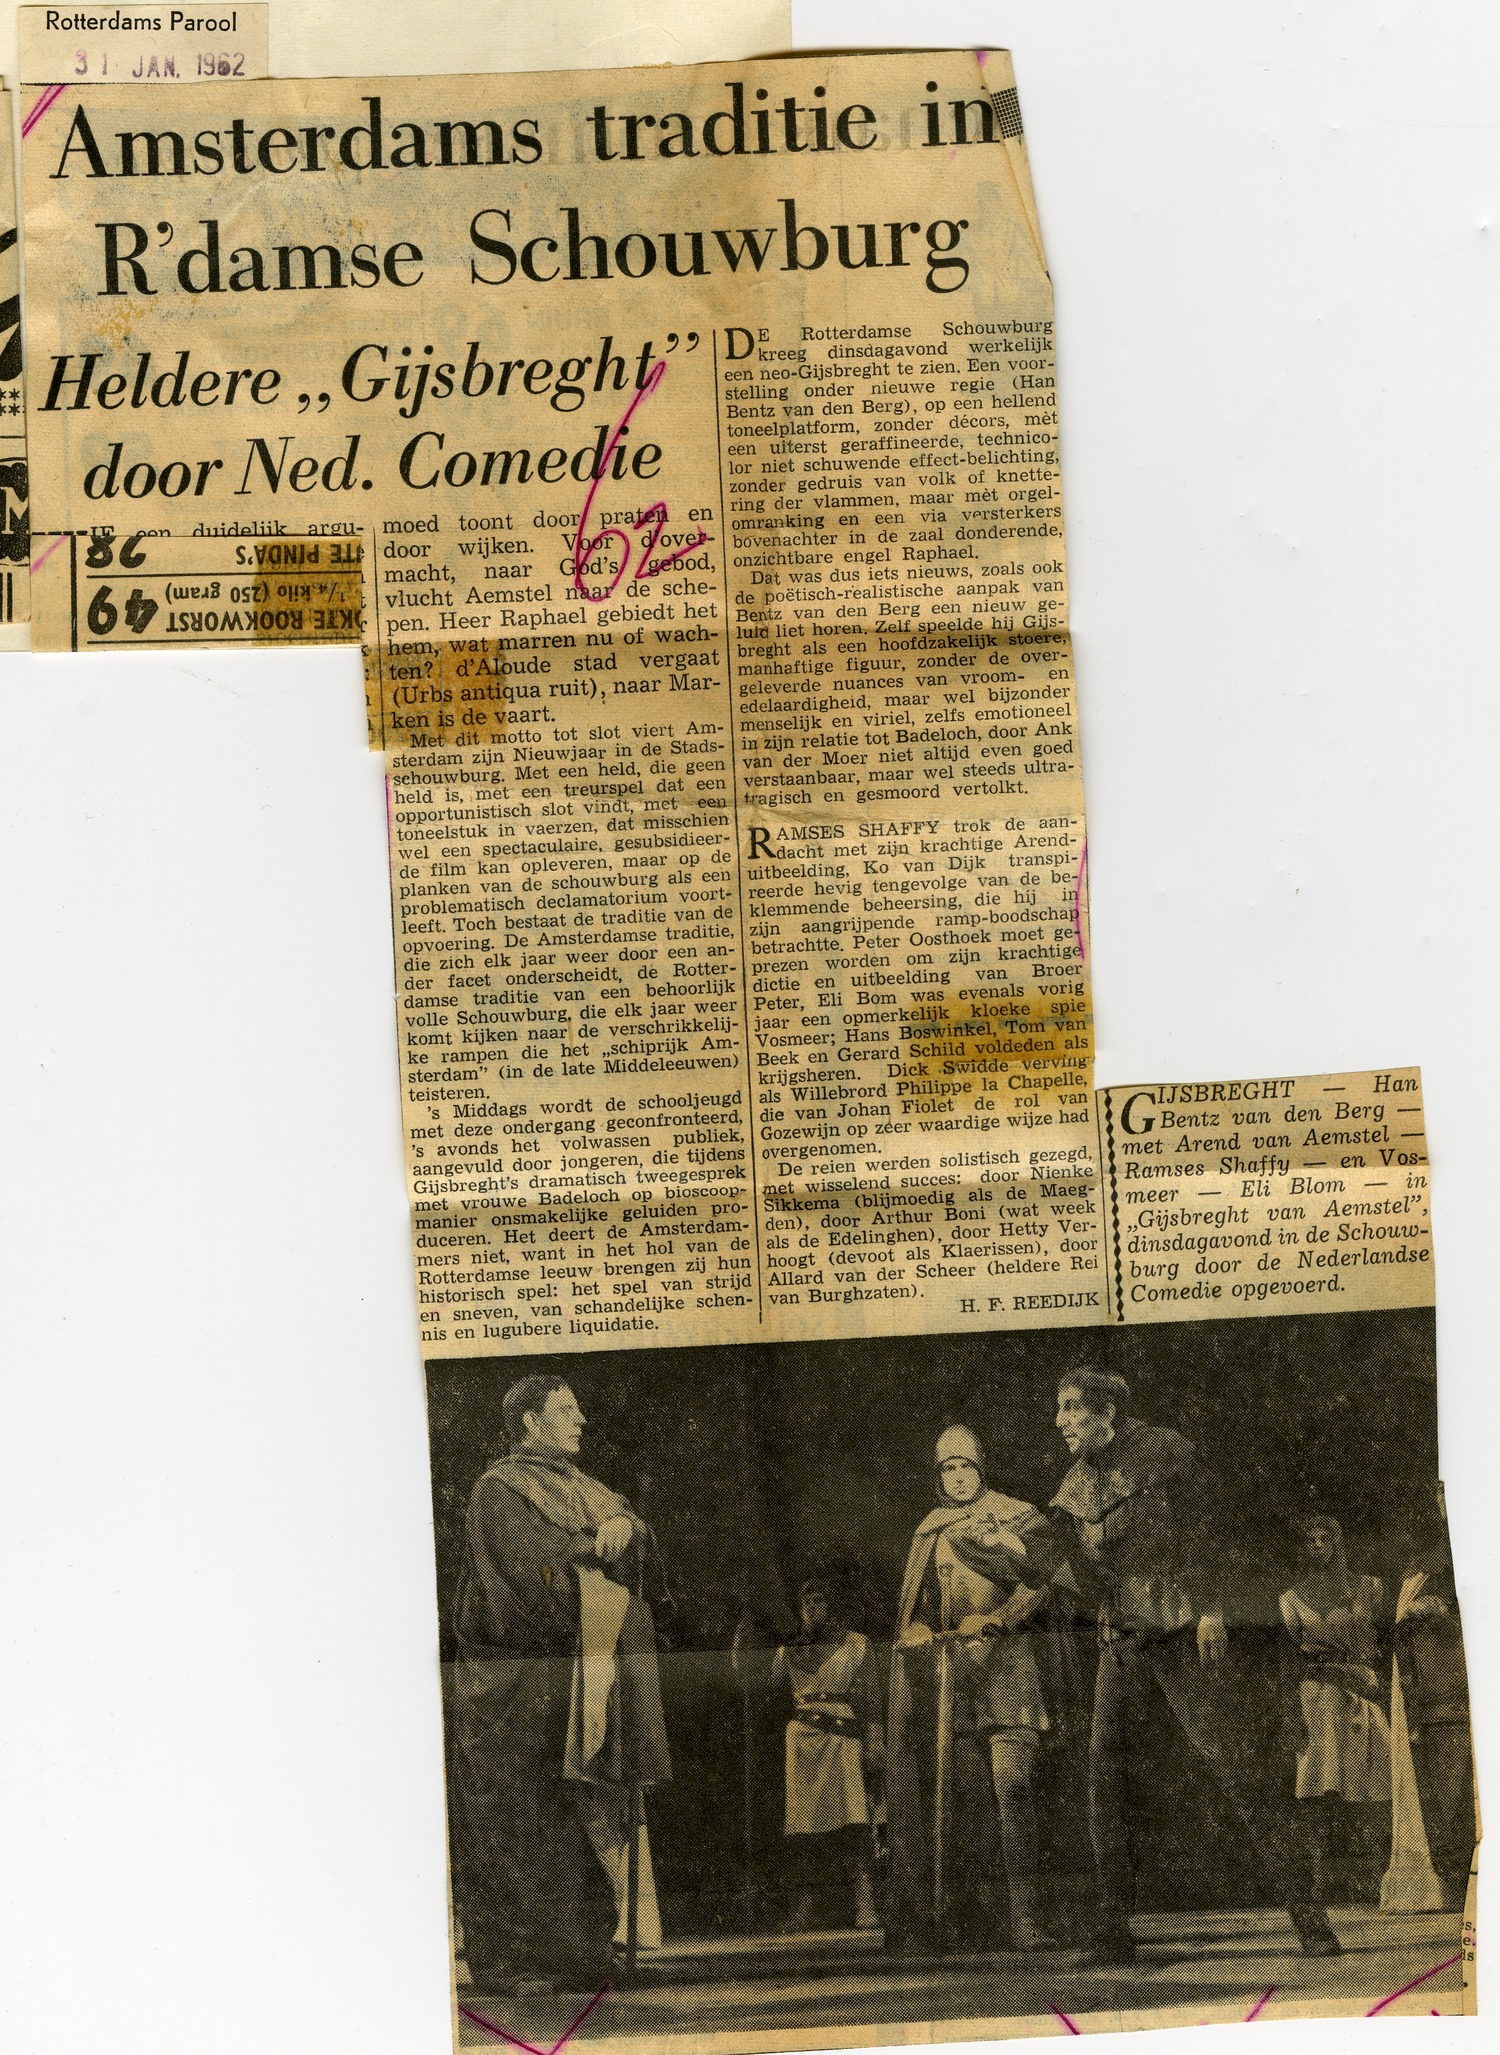 Rotterdams Parool
31 JAN. 1962
Amsterdams traditie in
R'damse Schouwburg
Heldere „Gijsbreght”
door Ned. Comedie
62
een duidelijk argu-
KTE ROOKWORST
¼ kilo (250 gram)
49
TE PINDA'S
28
moed toont door praten en
door wijken. Voor d'over-
macht, naar God's gebod,
vlucht Aemstel naar de sche-
pen. Heer Raphael gebiedt het
hem, wat marren nu of wach-
ten? d'Aloude stad vergaat
(Urbs antiqua ruit), naar Mar-
ken is de vaart.
Met dit motto tot slot viert Am-
sterdam zijn Nieuwjaar in de Stads-
schouwburg. Met een held, die geen
held is, met een treurspel dat een
opportunistisch slot vindt, met een
toneelstuk in vaerzen, dat misschien
wel een spectaculaire, gesubsidieer-
de film kan opleveren, maar op de
planken van de schouwburg als een
problematisch declamatorium voort-
leeft. Toch bestaat de traditie van de
opvoering. De Amsterdamse traditie,
die zich elk jaar weer door een an-
der facet onderscheidt, de Rotter-
damse traditie van een behoorlijk
volle Schouwburg, die elk jaar weer
komt kijken naar de verschrikkelij-
ke rampen die het „schiprijk Am-
sterdam” (in de late Middeleeuwen)
teisteren.
's Middags wordt de schooljeugd
met deze ondergang geconfronteerd,
's avonds het volwassen publiek,
aangevuld door jongeren, die tijdens
Gijsbreght's dramatisch tweegesprek
met vrouwe Badeloch op bioscoop-
manier onsmakelijke geluiden pro-
duceren. Het deert de Amsterdam-
mers niet, want in het hol van de
Rotterdamse leeuw brengen zij hun
historisch spel: het spel van strijd
en sneven, van schandelijke schen-
nis en lugubere liquidatie.
DE Rotterdamse Schouwburg
kreeg dinsdagavond werkelijk
een neo-Gijsbreght te zien. Een voor-
stelling onder nieuwe regie (Han
Bentz van den Berg), op een hellend
toneelplatform, zonder décors, mèt
een uiterst geraffineerde, technico-
lor niet schuwende effect-belichting,
zonder gedruis van volk of knette-
ring der vlammen, maar mèt orgel-
omranking en een via versterkers
bovenachter in de zaal donderende,
onzichtbare engel Raphael.
Dat was dus iets nieuws, zoals ook
de poëtisch-realistische aanpak van
Bentz van den Berg een nieuw ge-
luid liet horen. Zelf speelde hij Gijs-
breght als een hoofdzakelijk stoere,
manhaftige figuur, zonder de over-
geleverde nuances van vroom- en
edelaardigheid, maar wel bijzonder
menselijk en viriel, zelfs emotioneel
in zijn relatie tot Badeloch, door Ank
van der Moer niet altijd even goed
verstaanbaar, maar wel steeds ultra-
tragisch en gesmoord vertolkt.
RAMSES SHAFFY trok de aan-
dacht met zijn krachtige Arend-
uitbeelding, Ko van Dijk transpi-
reerde hevig tengevolge van de be-
klemmende beheersing, die hij in
zijn aangrijpende ramp-boodschap
betrachtte. Peter Oosthoek moet ge-
prezen worden om zijn krachtige
dictie en uitbeelding van Broer
Peter, Eli Bom was evenals vorig
jaar een opmerkelijk kloeke spie
Vosmeer; Hans Boswinkel, Tom van
Beek en Gerard Schild voldeden als
krijgsheren. Dick Swidde verving
als Willebrord Philippe la Chapelle,
die van Johan Fiolet de rol van
Gozewijn op zéer waardige wijze had
overgenomen.
De reien werden solistisch gezegd,
met wisselend succes: door Nienke
Sikkema (blijmoedig als de Maeg-
den), door Arthur Boni (wat week
als de Edelinghen), door Hetty Ver-
hoogt (devoot als Klaerissen), door
Allard van der Scheer (heldere Rei
van Burghzaten).
H. F. REEDIJK
GIJSBREGHT — Han
Bentz van den Berg —
met Arend van Aemstel —
Ramses Shaffy — en Vos-
meer — Eli Blom — in
„Gijsbreght van Aemstel”,
dinsdagavond in de Schouw-
burg door de Nederlandse
Comedie opgevoerd.